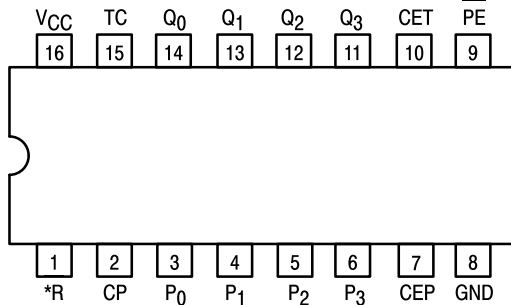 VCC TC Q0 Q1 Q2 Q3 CET PE
16 15 14 13 12 11 10 9
1 2 3 4 5 6 7 8
*R CP P0 P1 P2 P3 CEP GND